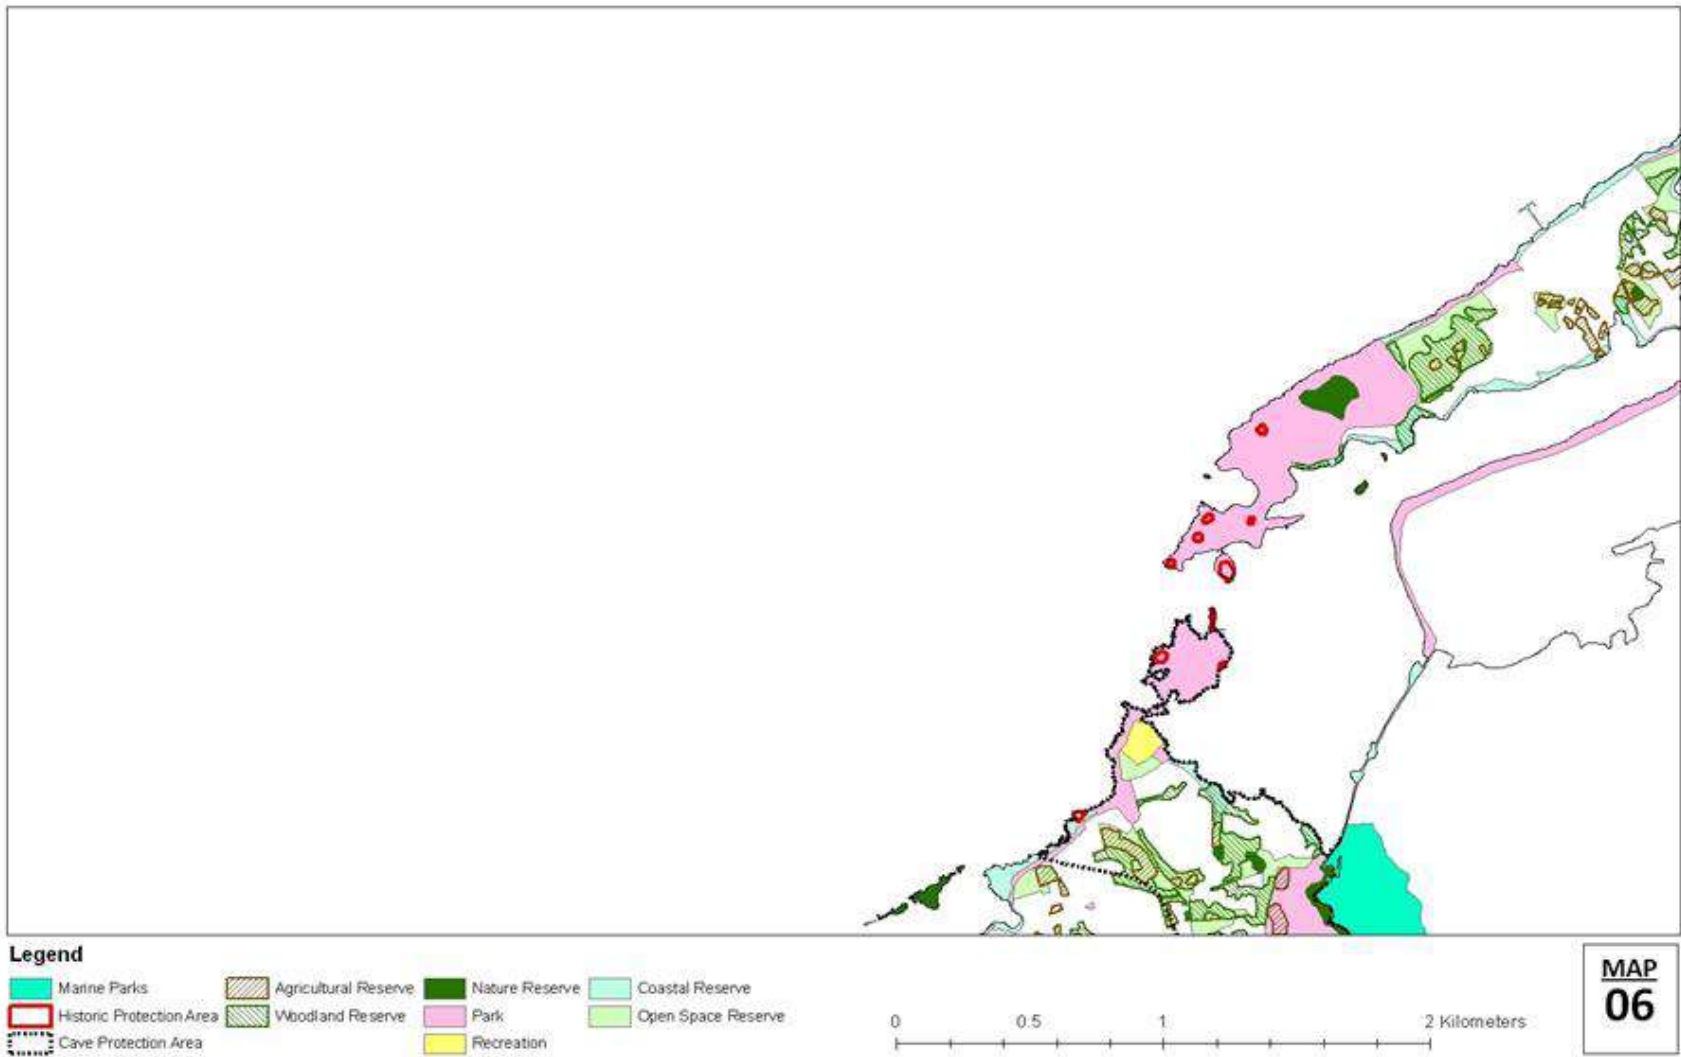 Legend
Marine Parks
Historic Protection Area
Cave Protection Area
Agricultural Reserve
Woodland Reserve
Nature Reserve
Park
Recreation
Coastal Reserve
Open Space Reserve
0 0.5 1 2 Kilometers
MAP
06